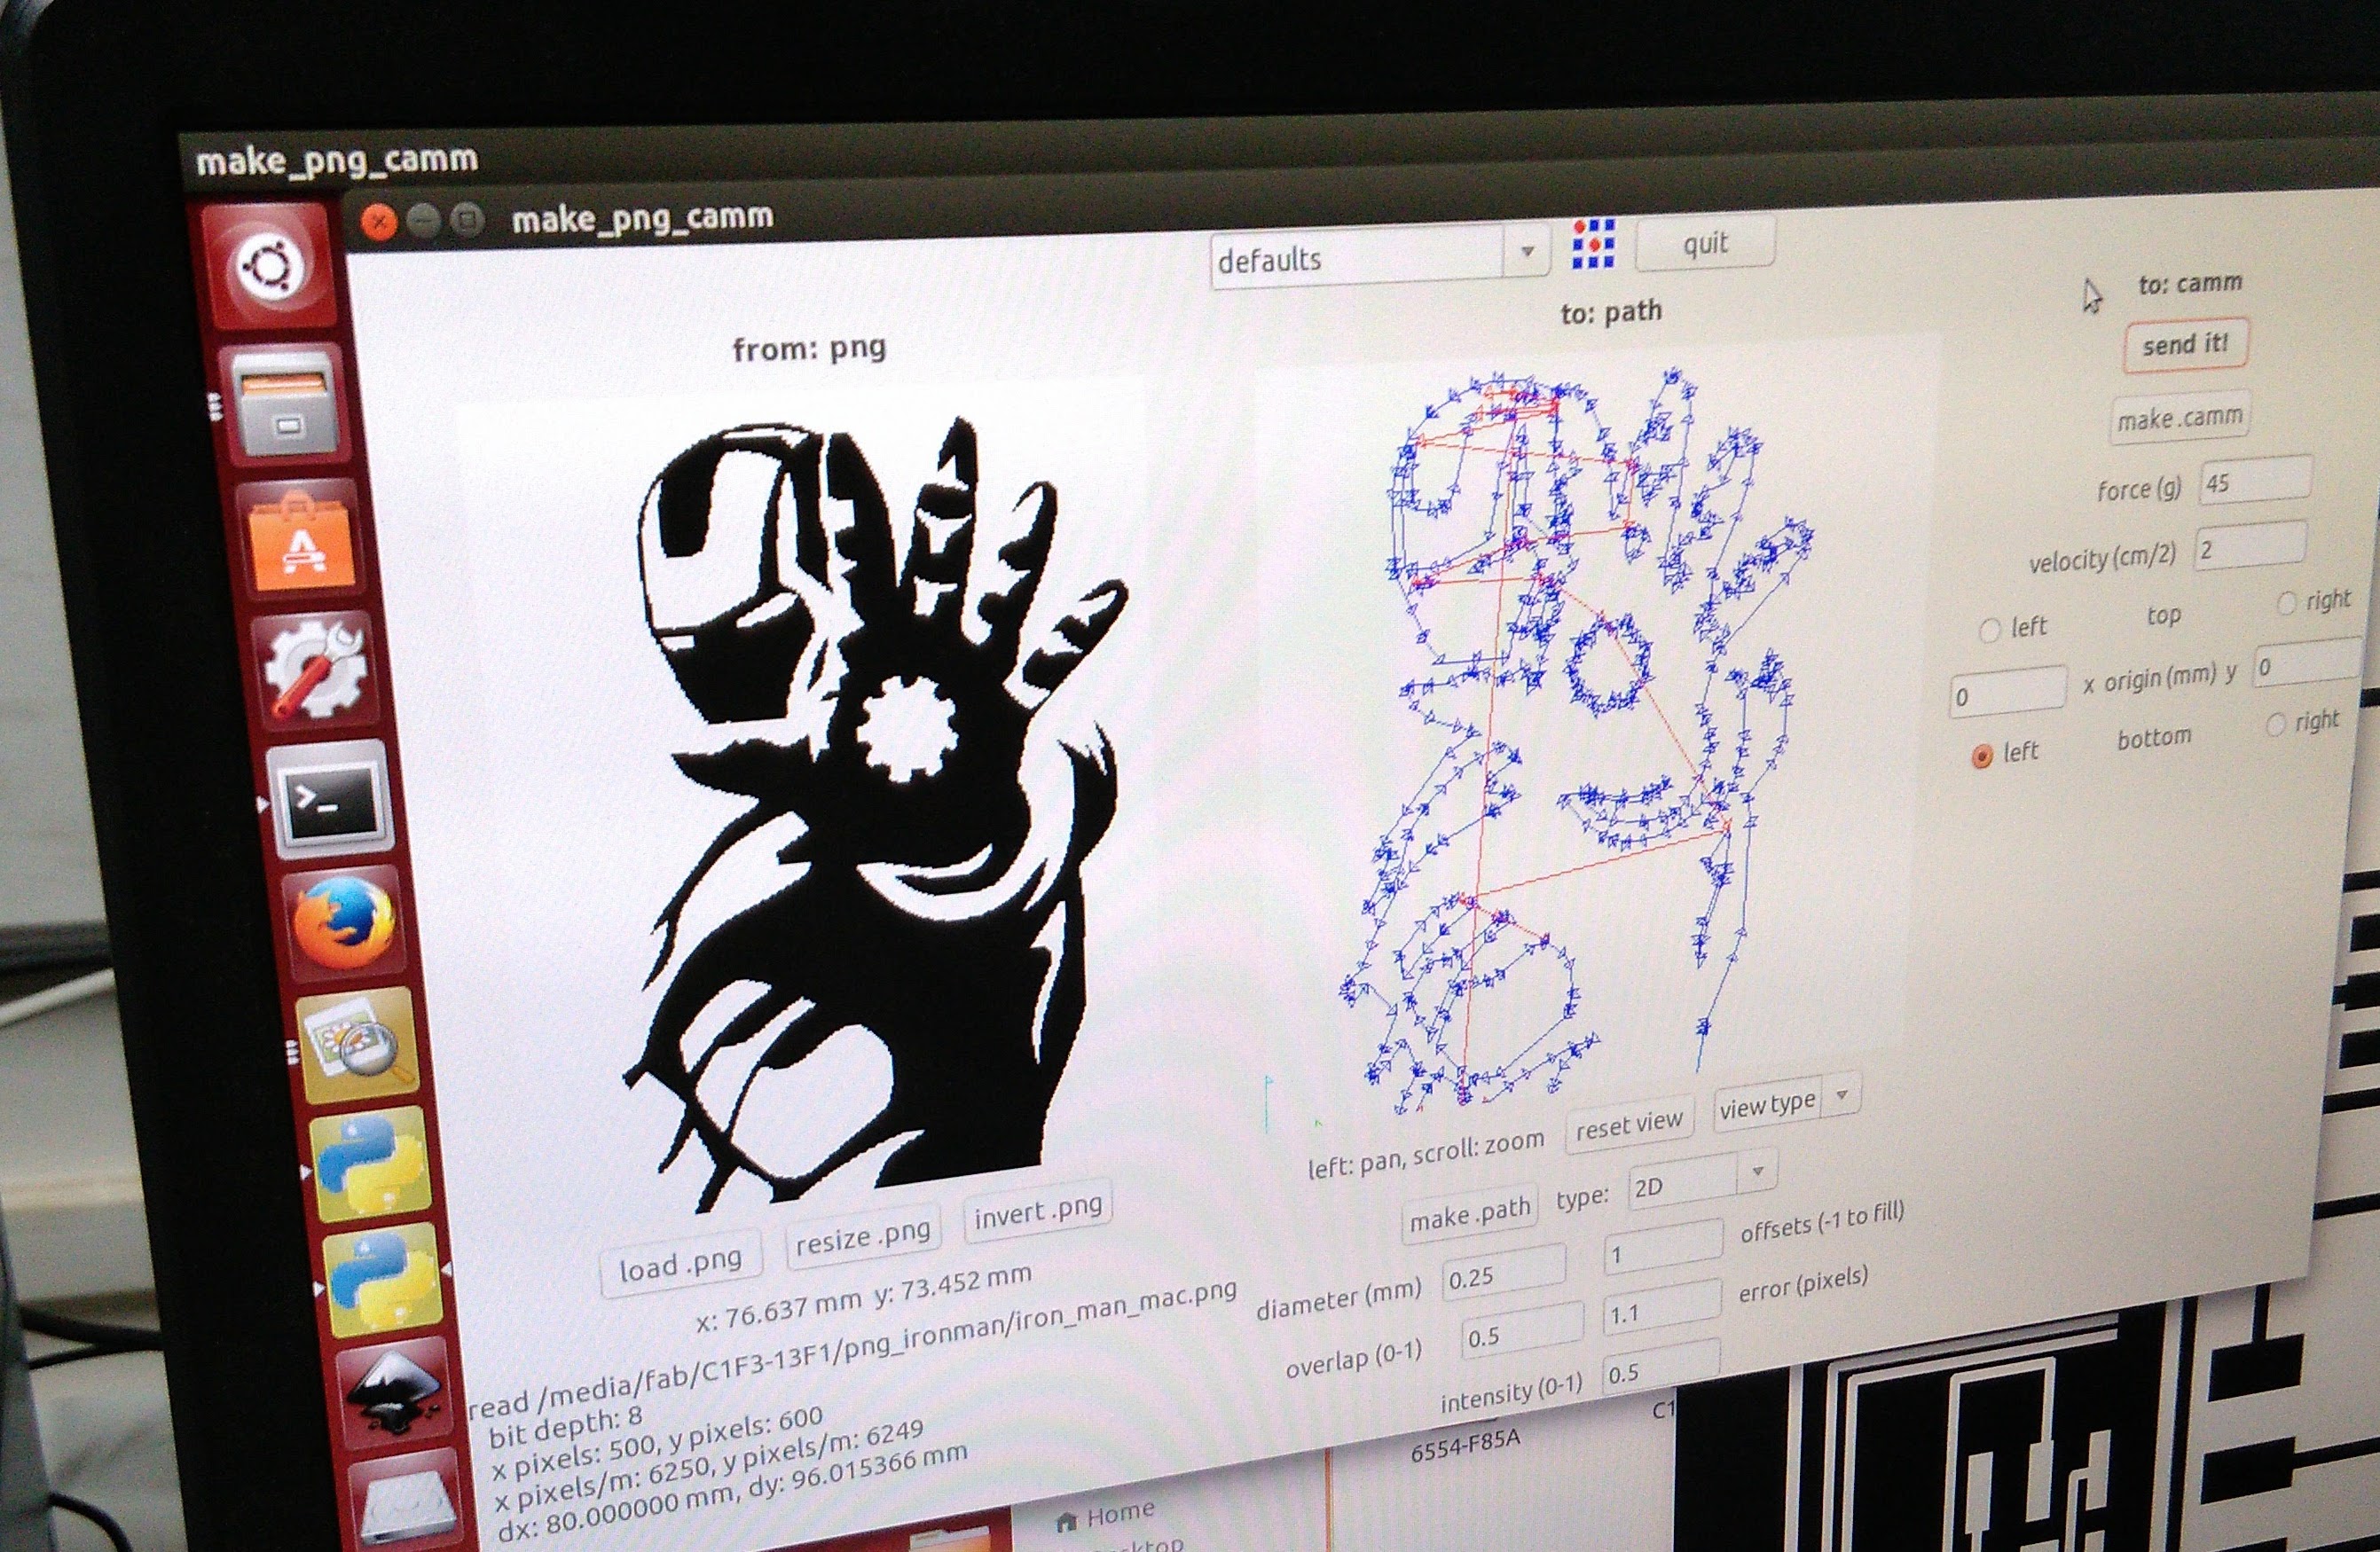 make_png_camm
make_png_camm
defaults
quit
from: png
to: path
to: camm
send it!
make .camm
force (g) 45
velocity (cm/2) 2
left top right
0 x origin (mm) y 0
left bottom right
left: pan, scroll: zoom reset view view type
make .path type: 2D
load .png resize .png invert .png
x: 76.637 mm y: 73.452 mm
diameter (mm) 0.25 1 offsets (-1 to fill)
overlap (0-1) 0.5 1.1 error (pixels)
intensity (0-1) 0.5
read /media/fab/C1F3-13F1/png_ironman/iron_man_mac.png
bit depth: 8
x pixels: 500, y pixels: 600
x pixels/m: 6250, y pixels/m: 6249
dx: 80.000000 mm, dy: 96.015366 mm
C1
6554-F85A
Home